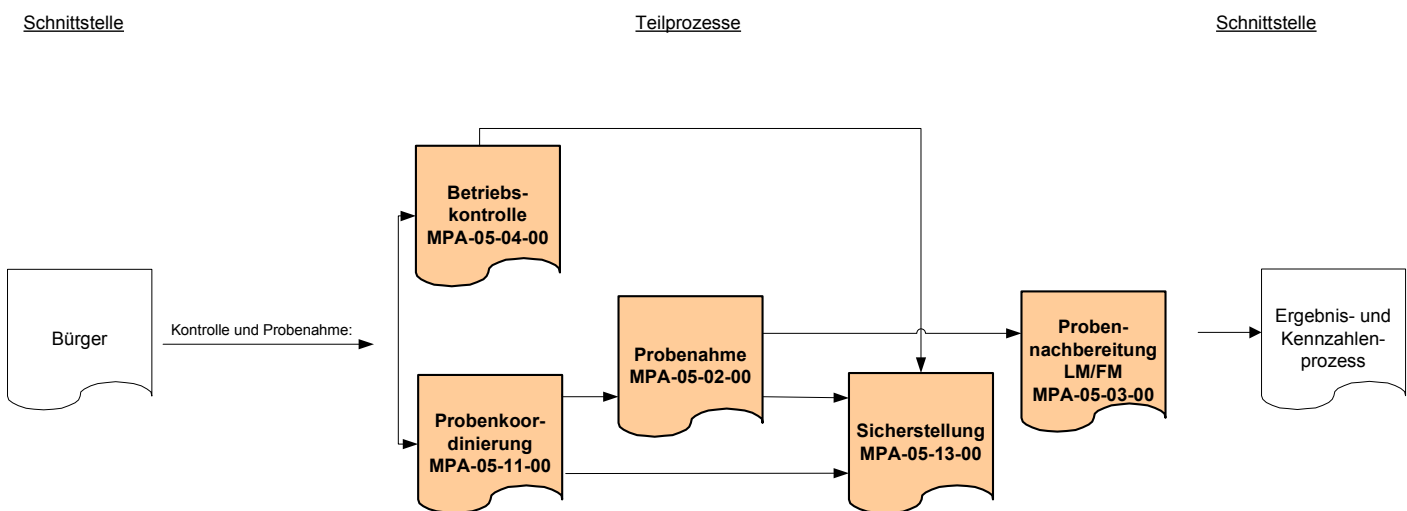 Schnittstelle
Teilprozesse
Schnittstelle
Betriebs-
kontrolle
MPA-05-04-00
Bürger
Kontrolle und Probenahme:
Probenahme
MPA-05-02-00
Proben-
nachbereitung
LM/FM
MPA-05-03-00
Ergebnis- und
Kennzahlen-
prozess
Probenkoor-
dinierung
MPA-05-11-00
Sicherstellung
MPA-05-13-00